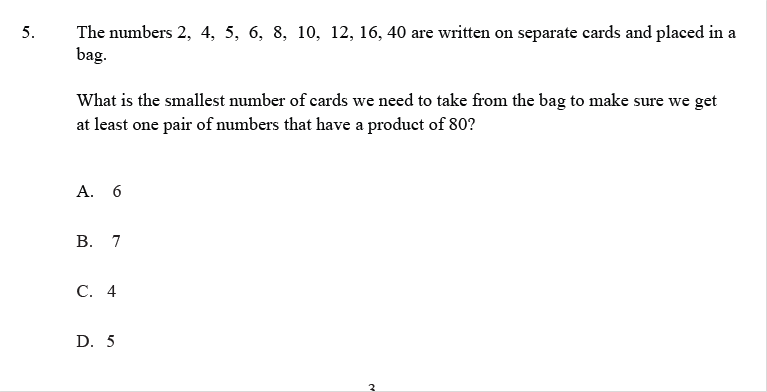 5. The numbers 2, 4, 5, 6, 8, 10, 12, 16, 40 are written on separate cards and placed in a
bag.
What is the smallest number of cards we need to take from the bag to make sure we get
at least one pair of numbers that have a product of 80?
A. 6
B. 7
C. 4
D. 5
3